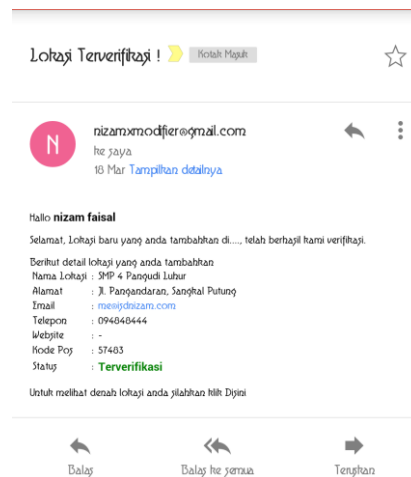 Lokasi Terverifikasi ! Kotak Masuk
N
nizamxmodifier@gmail.com
ke saya
18 Mar Tampilkan detailnya
Hallo nizam faisal
Selamat, Lokasi baru yang anda tambahkan di...., telah berhasil kami verifikasi.
Berikut detail lokasi yang anda tambahkan
Nama Lokasi : SMP 4 Pangudi Luhur
Alamat : Jl. Pangandaran, Sangkal Putung
Email : me@isdnizam.com
Telepon : 094848444
Website : -
Kode Pos : 57483
Status : Terverifikasi
Untuk melihat denah lokasi anda silahkan klik Disini
Balas Balas ke semua Teruskan